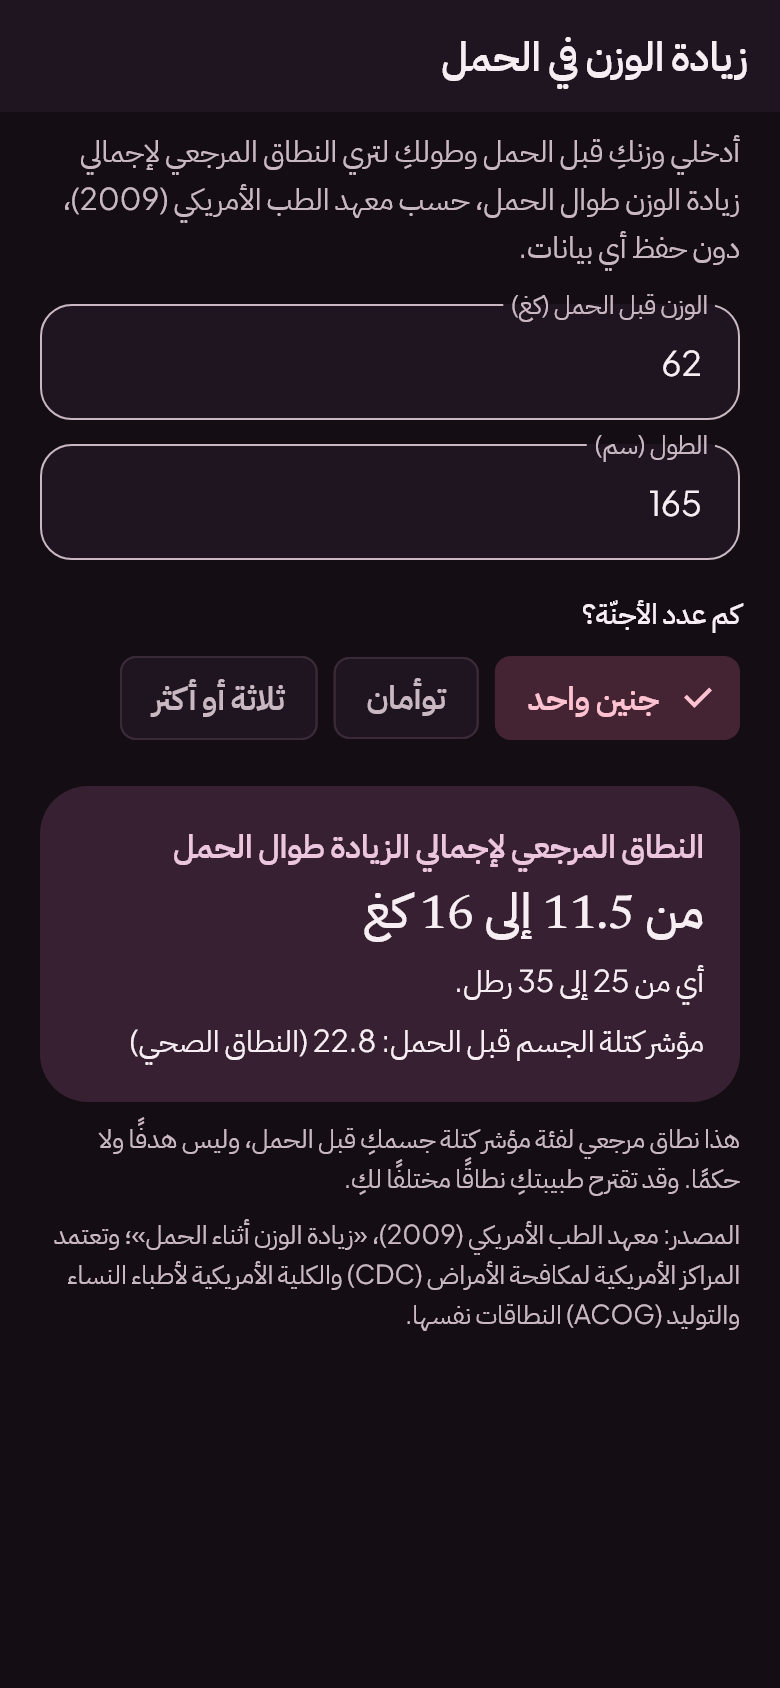 زيادة الوزن في الحمل
أدخلي وزنكِ قبل الحمل وطولكِ لتري النطاق المرجعي لإجمالي
زيادة الوزن طوال الحمل، حسب معهد الطب الأمريكي (2009)،
دون حفظ أي بيانات.
الوزن قبل الحمل (كغ)
62
الطول (سم)
165
كم عدد الأجنّة؟
جنين واحد
توأمان
ثلاثة أو أكثر
النطاق المرجعي لإجمالي الزيادة طوال الحمل
من 11.5 إلى 16 كغ
أي من 25 إلى 35 رطل.
مؤشر كتلة الجسم قبل الحمل: 22.8 (النطاق الصحي)
هذا نطاق مرجعي لفئة مؤشر كتلة جسمكِ قبل الحمل، وليس هدفًا ولا
حكمًا. وقد تقترح طبيبتكِ نطاقًا مختلفًا لكِ.
المصدر: معهد الطب الأمريكي (2009)، «زيادة الوزن أثناء الحمل»؛ وتعتمد
المراكز الأمريكية لمكافحة الأمراض (CDC) والكلية الأمريكية لأطباء النساء
والتوليد (ACOG) النطاقات نفسها.